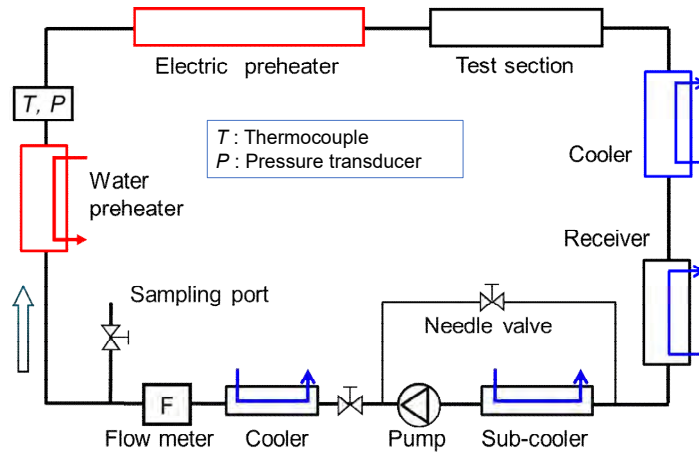 Electric preheater
Test section
T, P
T : Thermocouple
P : Pressure transducer
Cooler
Water
preheater
Receiver
Sampling port
Needle valve
F
Flow meter
Cooler
Pump
Sub-cooler